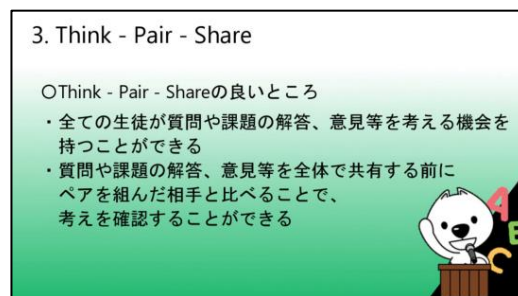 3. Think - Pair - Share
〇Think - Pair - Shareの良いところ
・全ての生徒が質問や課題の解答、意見等を考える機会を
持つことができる
・質問や課題の解答、意見等を全体で共有する前に
ペアを組んだ相手と比べることで、
考えを確認することができる
A
B
C